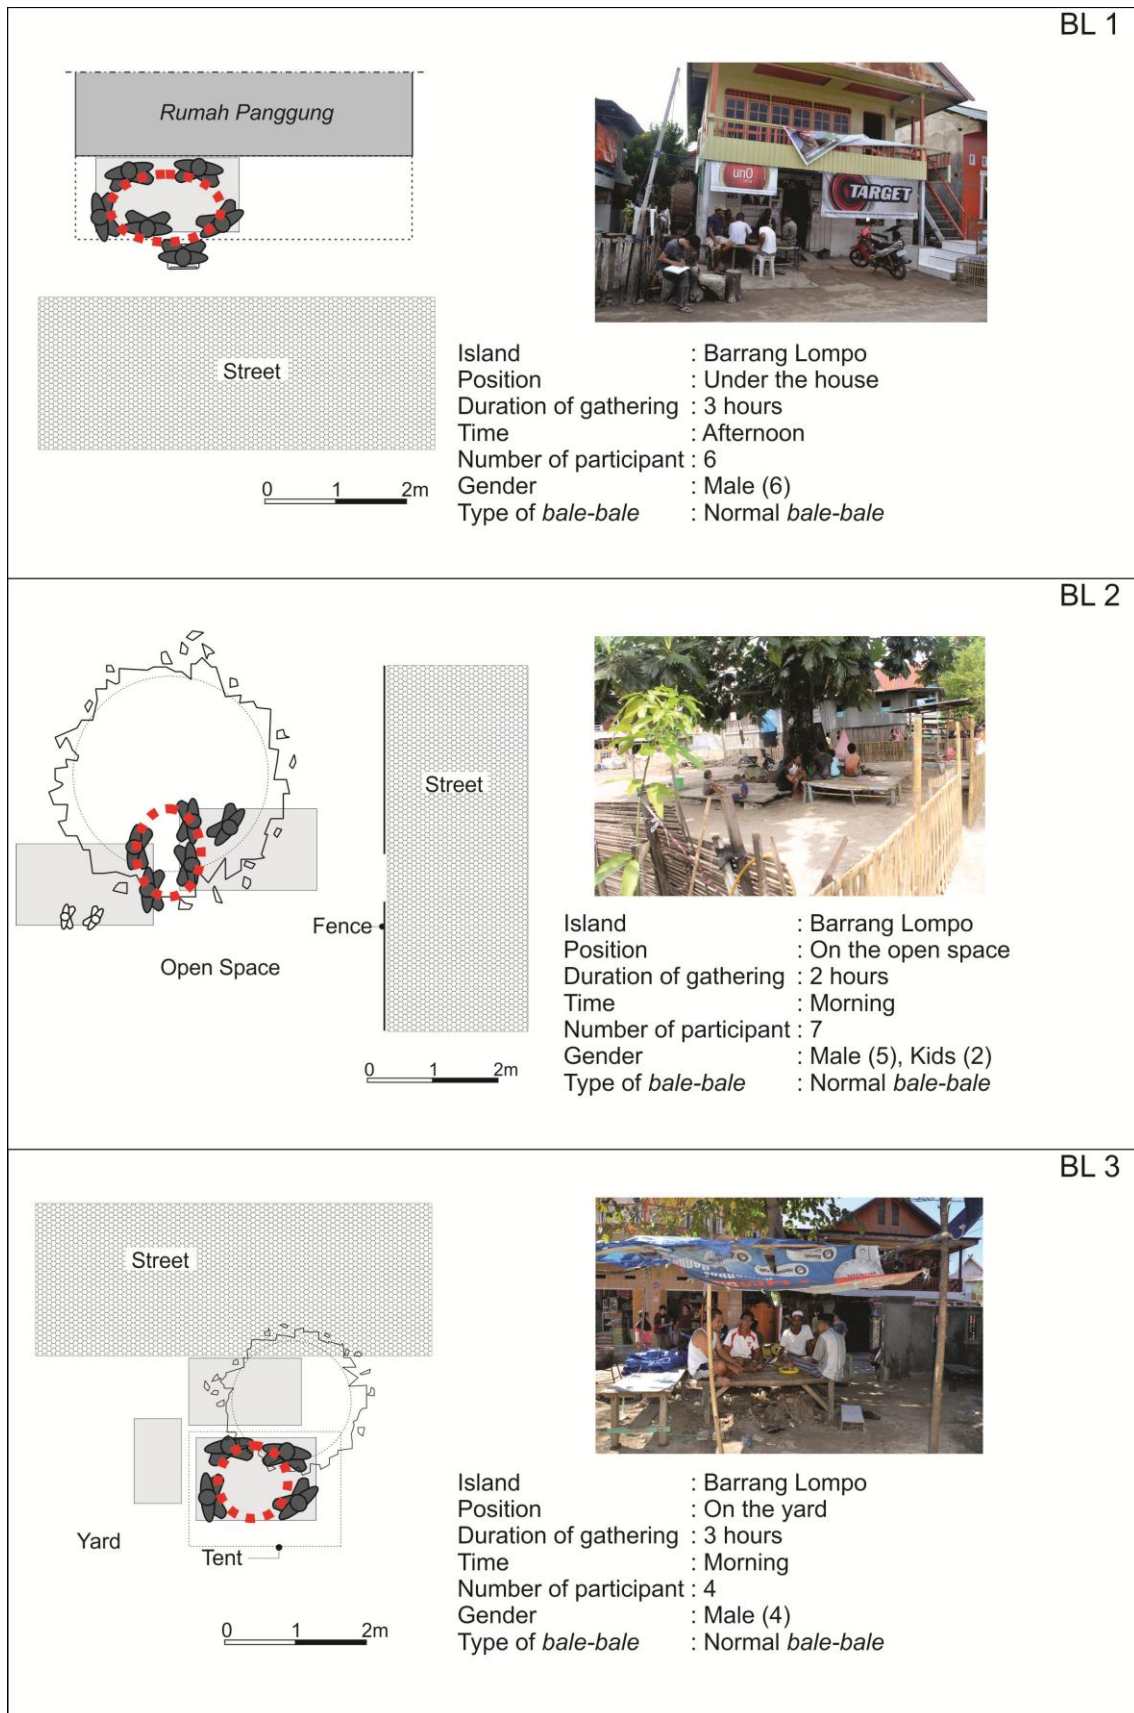 BL 1
Rumah Panggung
un0
TARGET
Street
0 1 2m
Island : Barrang Lompo
Position : Under the house
Duration of gathering : 3 hours
Time : Afternoon
Number of participant : 6
Gender : Male (6)
Type of bale-bale : Normal bale-bale
BL 2
Street
Fence
Open Space
0 1 2m
Island : Barrang Lompo
Position : On the open space
Duration of gathering : 2 hours
Time : Morning
Number of participant : 7
Gender : Male (5), Kids (2)
Type of bale-bale : Normal bale-bale
BL 3
Street
Yard
Tent
0 1 2m
Island : Barrang Lompo
Position : On the yard
Duration of gathering : 3 hours
Time : Morning
Number of participant : 4
Gender : Male (4)
Type of bale-bale : Normal bale-bale